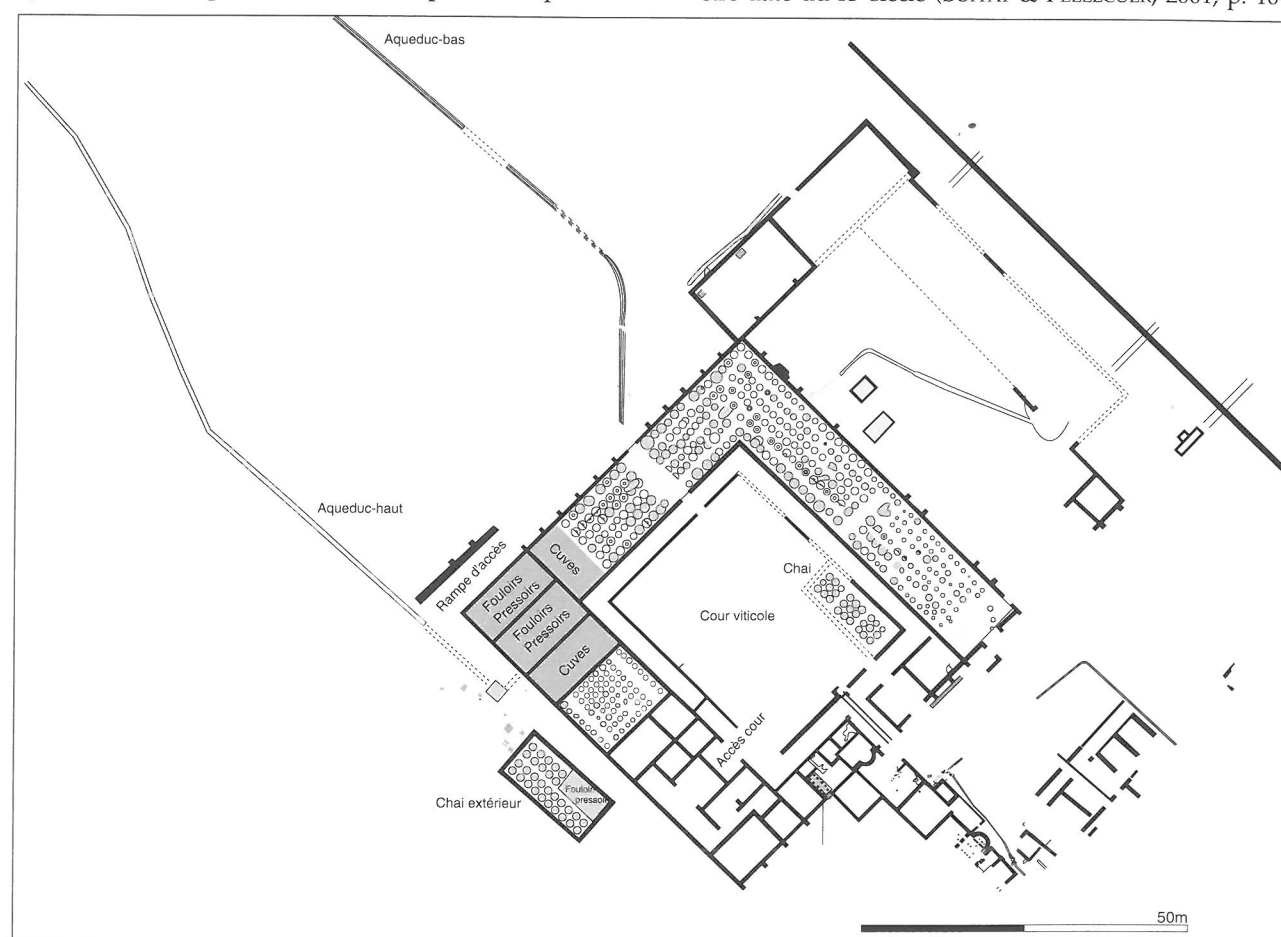 Aqueduc-bas
Aqueduc-haut
Rampe d'accès
Cuves
Fouloirs
Pressoirs
Fouloirs
Pressoirs
Cuves
Chai
Cour viticole
Accès cour
Chai extérieur
Fouloir
pressoir
50m